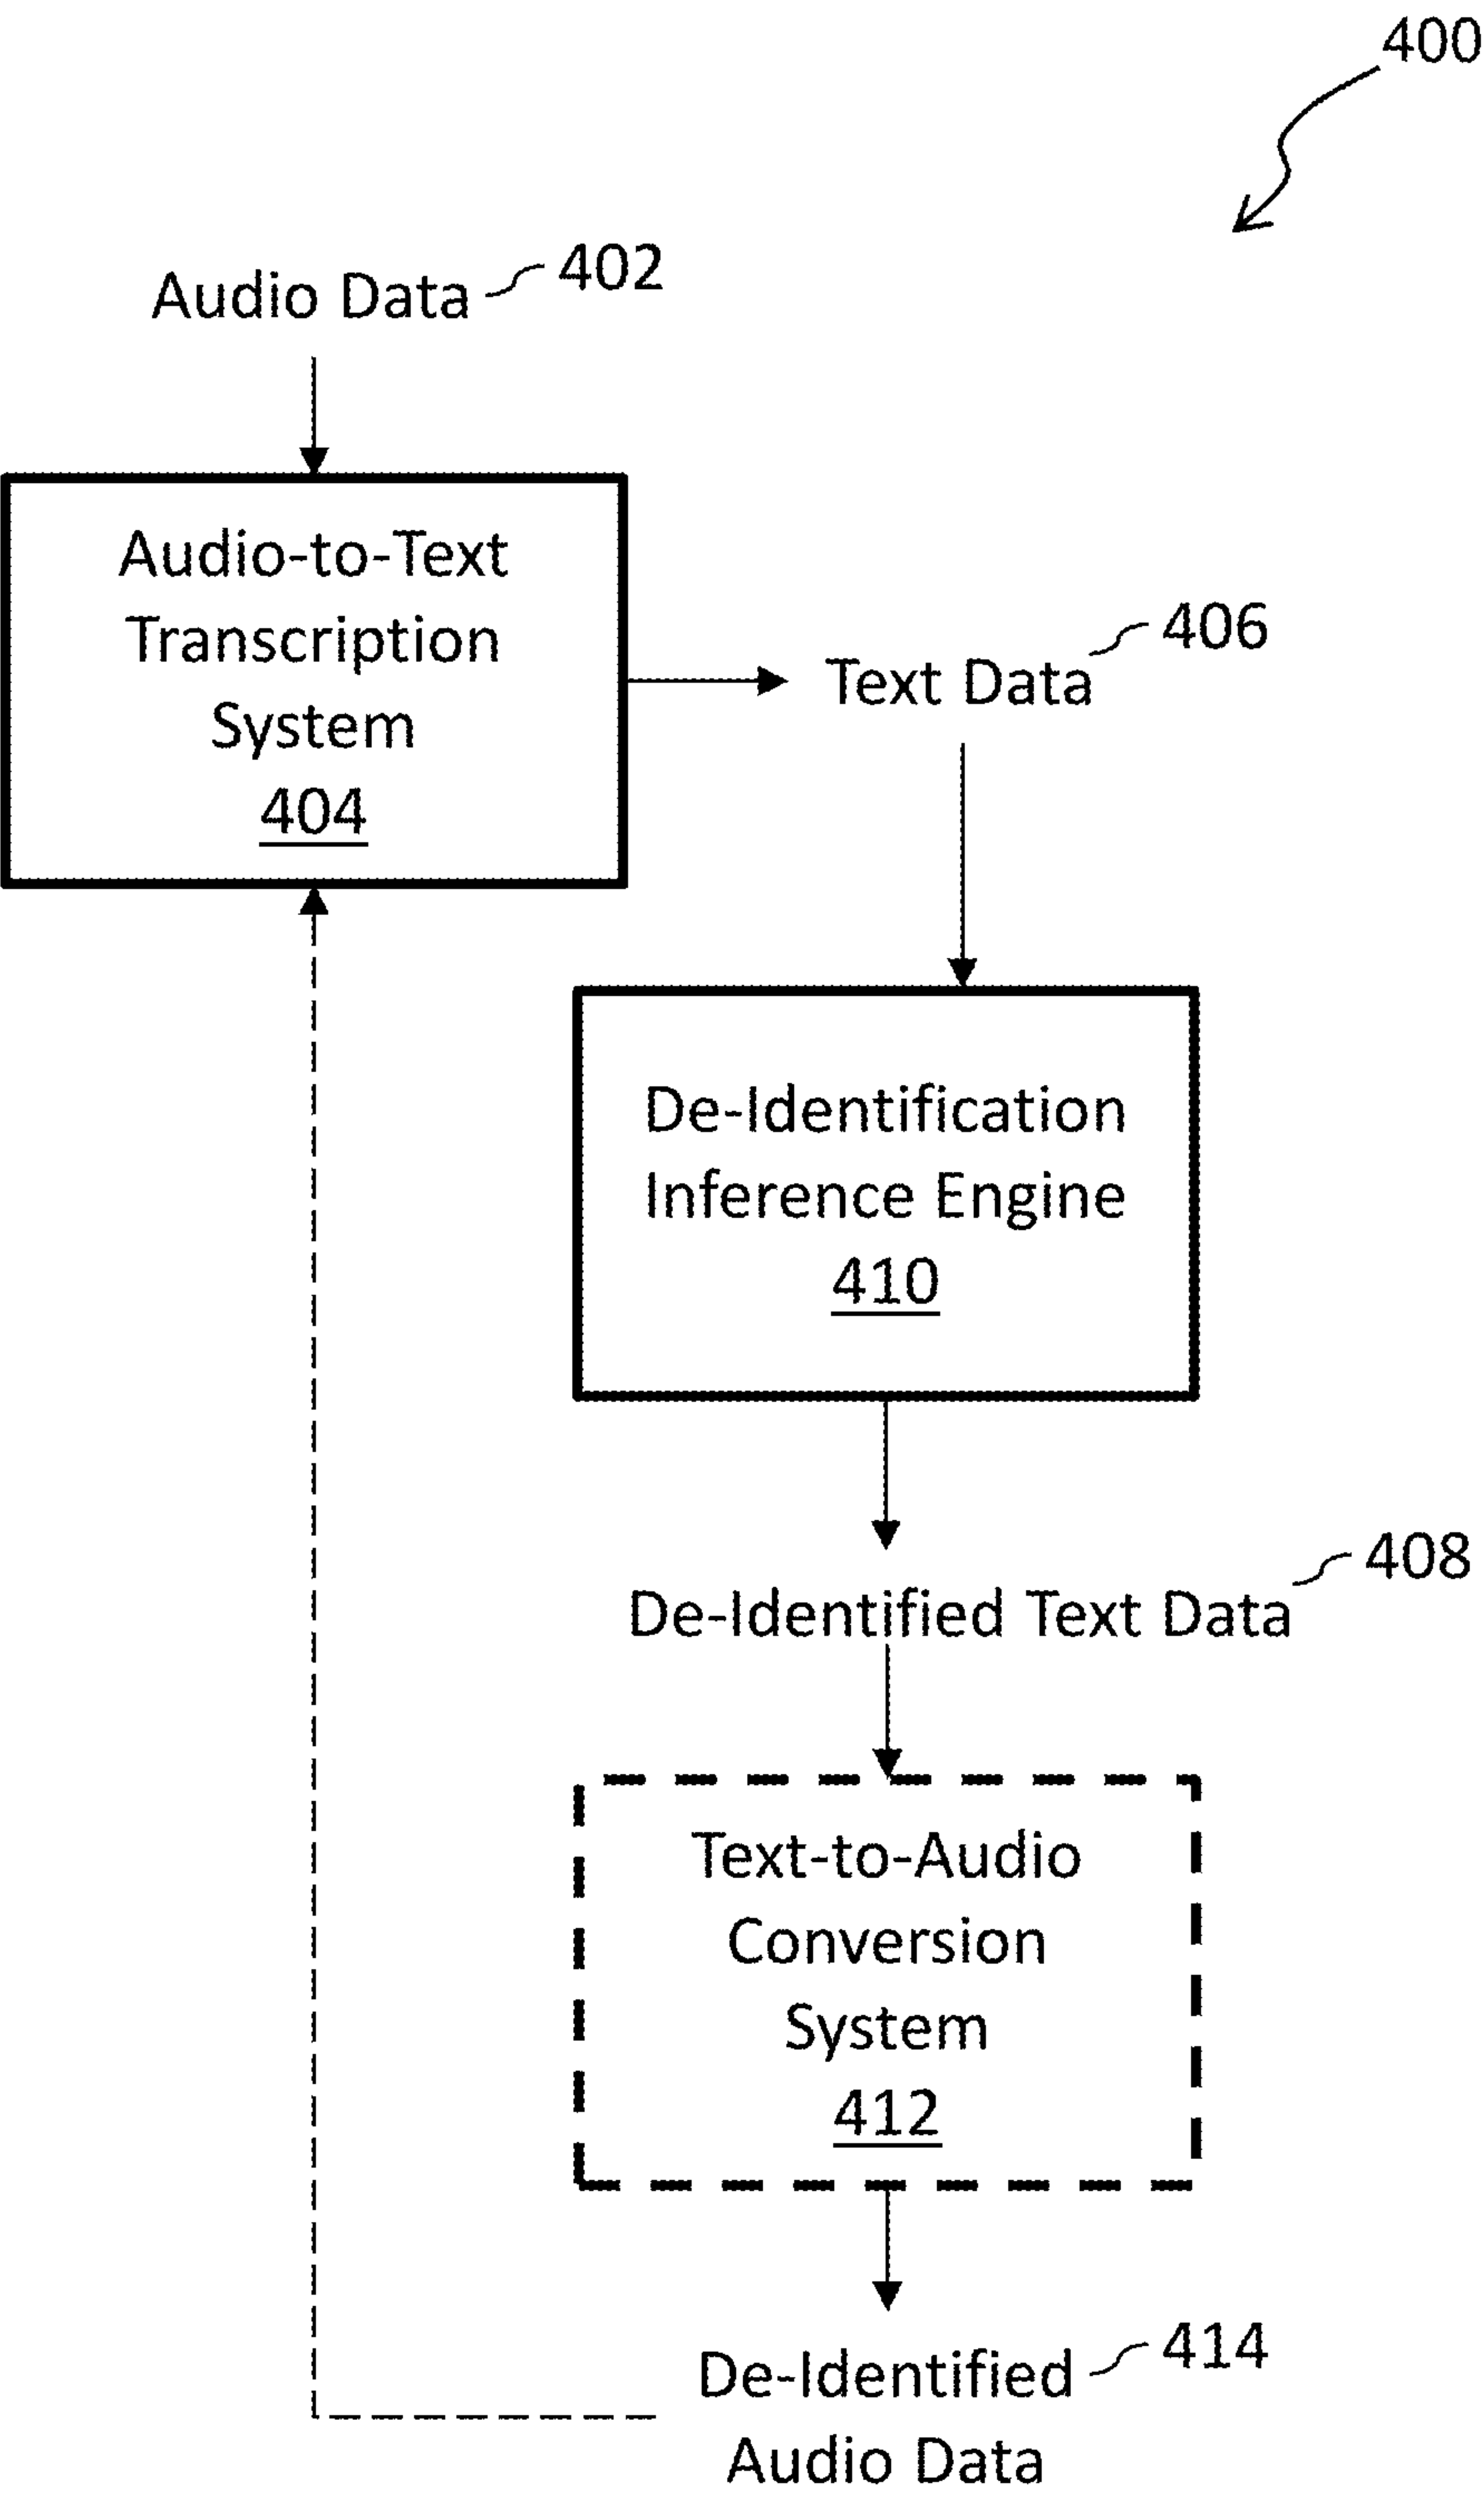 400
Audio Data 402
Audio-to-Text
Transcription
System
404
Text Data 406
De-Identification
Inference Engine
410
De-Identified Text Data 408
Text-to-Audio
Conversion
System
412
De-Identified 414
Audio Data